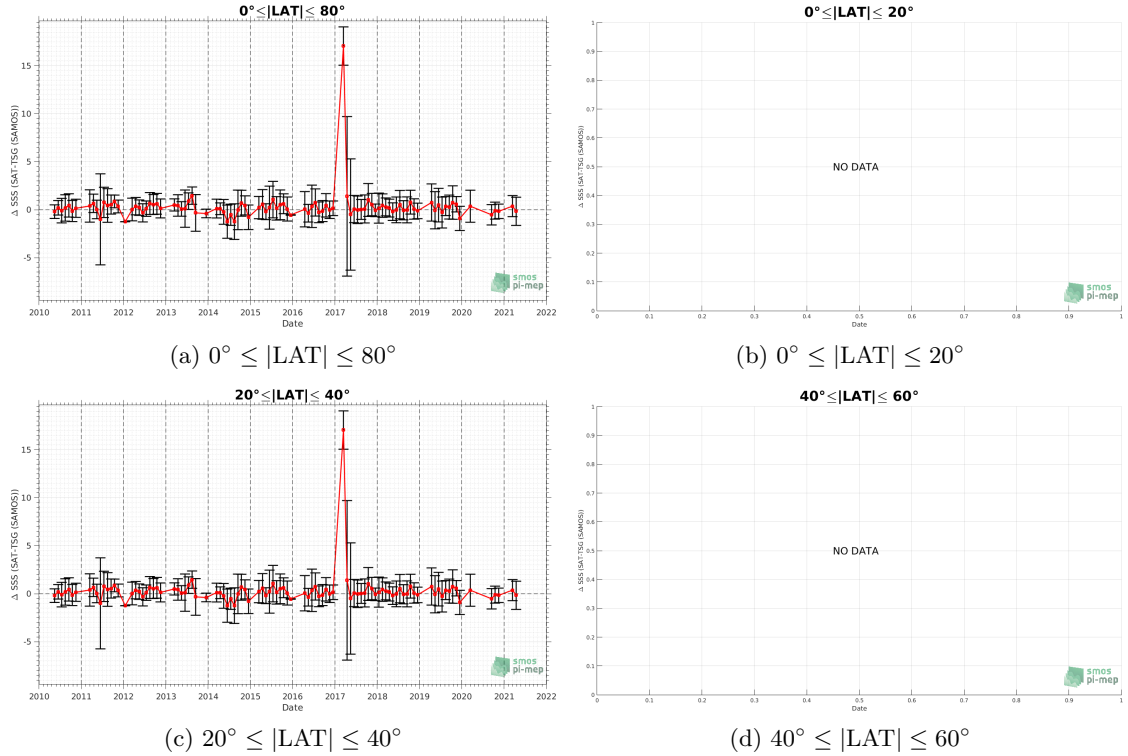 0°≤|LAT|≤ 80°
Δ SSS (SAT-TSG (SAMOS))
15
10
5
0
-5
2010 2011 2012 2013 2014 2015 2016 2017 2018 2019 2020 2021 2022
Date
smos
pi-mep
(a) 0° ≤ |LAT| ≤ 80°
0°≤|LAT|≤ 20°
Δ SSS (SAT-TSG (SAMOS))
1
0.9
0.8
0.7
0.6
0.5
0.4
0.3
0.2
0.1
0
NO DATA
0 0.1 0.2 0.3 0.4 0.5 0.6 0.7 0.8 0.9 1
Date
smos
pi-mep
(b) 0° ≤ |LAT| ≤ 20°
20°≤|LAT|≤ 40°
Δ SSS (SAT-TSG (SAMOS))
15
10
5
0
-5
2010 2011 2012 2013 2014 2015 2016 2017 2018 2019 2020 2021 2022
Date
smos
pi-mep
(c) 20° ≤ |LAT| ≤ 40°
40°≤|LAT|≤ 60°
Δ SSS (SAT-TSG (SAMOS))
1
0.9
0.8
0.7
0.6
0.5
0.4
0.3
0.2
0.1
0
NO DATA
0 0.1 0.2 0.3 0.4 0.5 0.6 0.7 0.8 0.9 1
Date
smos
pi-mep
(d) 40° ≤ |LAT| ≤ 60°